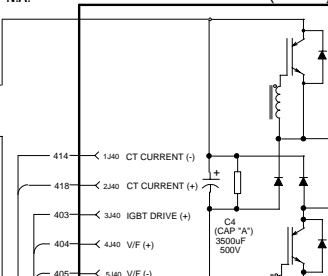 414 1J40 CT CURRENT (-)
418 2J40 CT CURRENT (+)
403 3J40 IGBT DRIVE (+)
404 4J40 V/F (+)
405 5J40 V/F (-)
+
C4
(CAP "A")
3500uF
500V